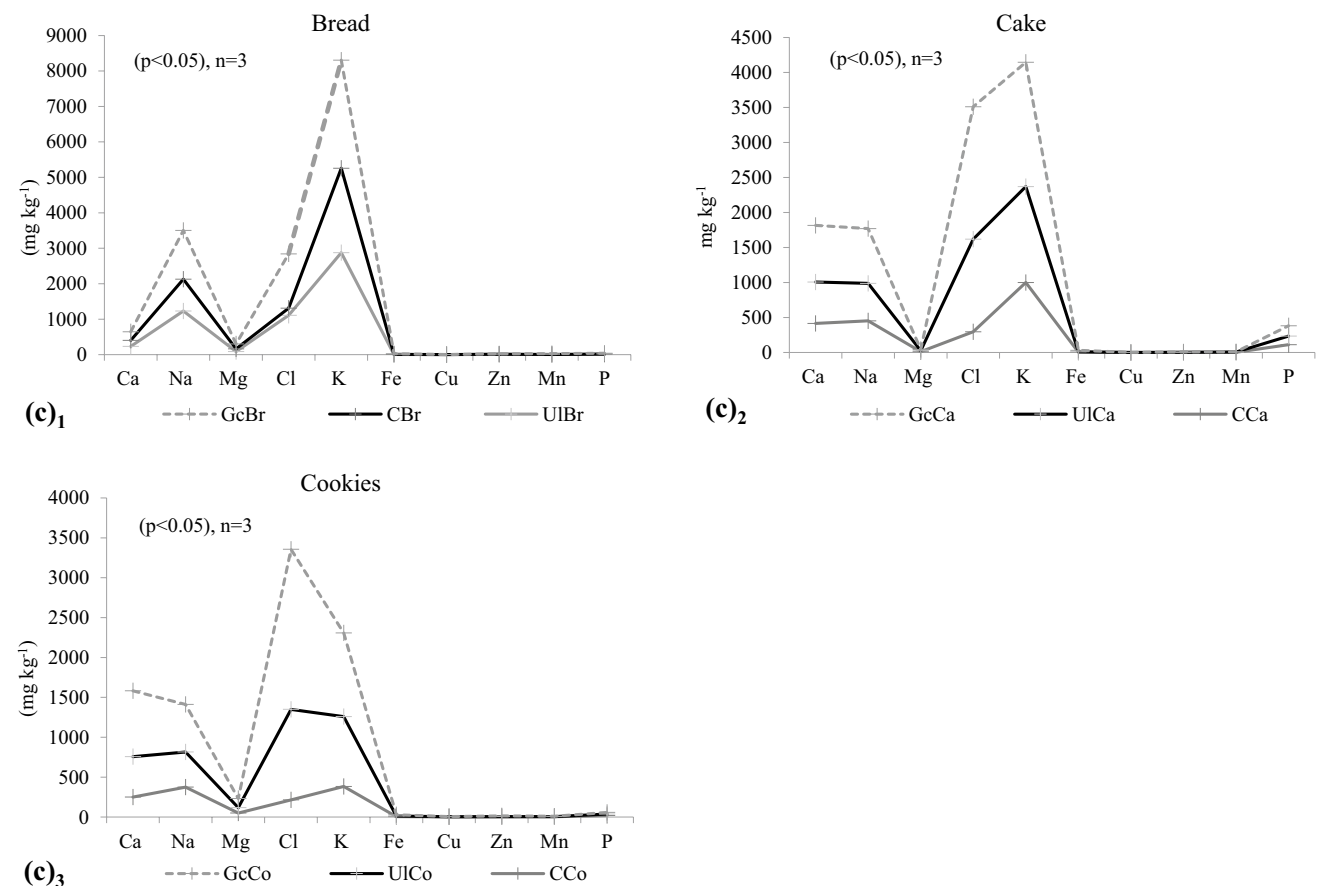 Bread
9000
8000
7000
6000
5000
4000
3000
2000
1000
0
(mg kg-1)
(p<0.05), n=3
Ca Na Mg Cl K Fe Cu Zn Mn P
(c)1
GcBr CBr UlBr
Cake
4500
4000
3500
3000
2500
2000
1500
1000
500
0
mg kg-1
(p<0.05), n=3
Ca Na Mg Cl K Fe Cu Zn Mn P
(c)2
GcCa UlCa CCa
Cookies
4000
3500
3000
2500
2000
1500
1000
500
0
(mg kg-1)
(p<0.05), n=3
Ca Na Mg Cl K Fe Cu Zn Mn P
(c)3
GcCo UlCo CCo